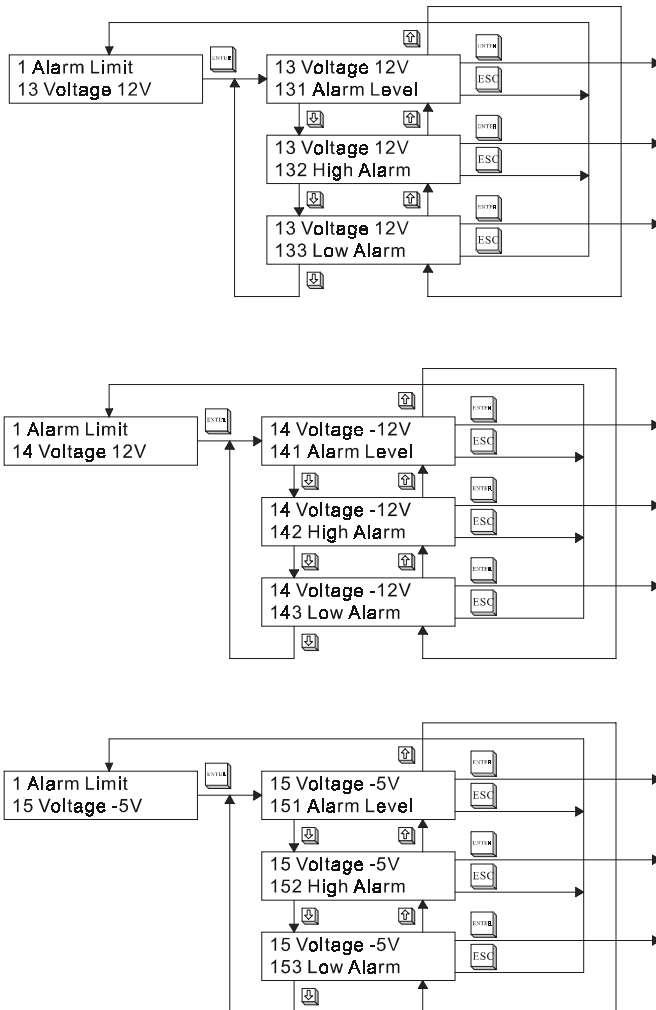 ENTER
1 Alarm Limit
13 Voltage 12V
13 Voltage 12V
131 Alarm Level
ENTER
ESC
13 Voltage 12V
132 High Alarm
ENTER
ESC
13 Voltage 12V
133 Low Alarm
ENTER
ESC
ENTER
1 Alarm Limit
14 Voltage 12V
14 Voltage -12V
141 Alarm Level
ENTER
ESC
14 Voltage -12V
142 High Alarm
ENTER
ESC
14 Voltage -12V
143 Low Alarm
ENTER
ESC
ENTER
1 Alarm Limit
15 Voltage -5V
15 Voltage -5V
151 Alarm Level
ENTER
ESC
15 Voltage -5V
152 High Alarm
ENTER
ESC
15 Voltage -5V
153 Low Alarm
ENTER
ESC